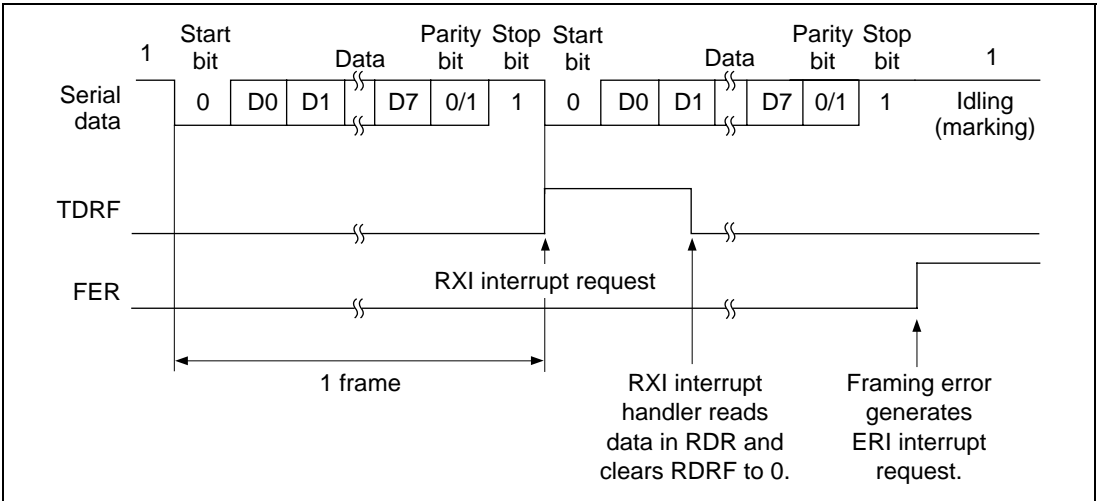 1 Start bit Data Parity bit Stop bit Start bit Data Parity bit Stop bit 1
Serial data 0 D0 D1 D7 0/1 1 0 D0 D1 D7 0/1 1 Idling (marking)
TDRF
RXI interrupt request
FER
1 frame
RXI interrupt
handler reads
data in RDR and
clears RDRF to 0.
Framing error
generates
ERI interrupt
request.